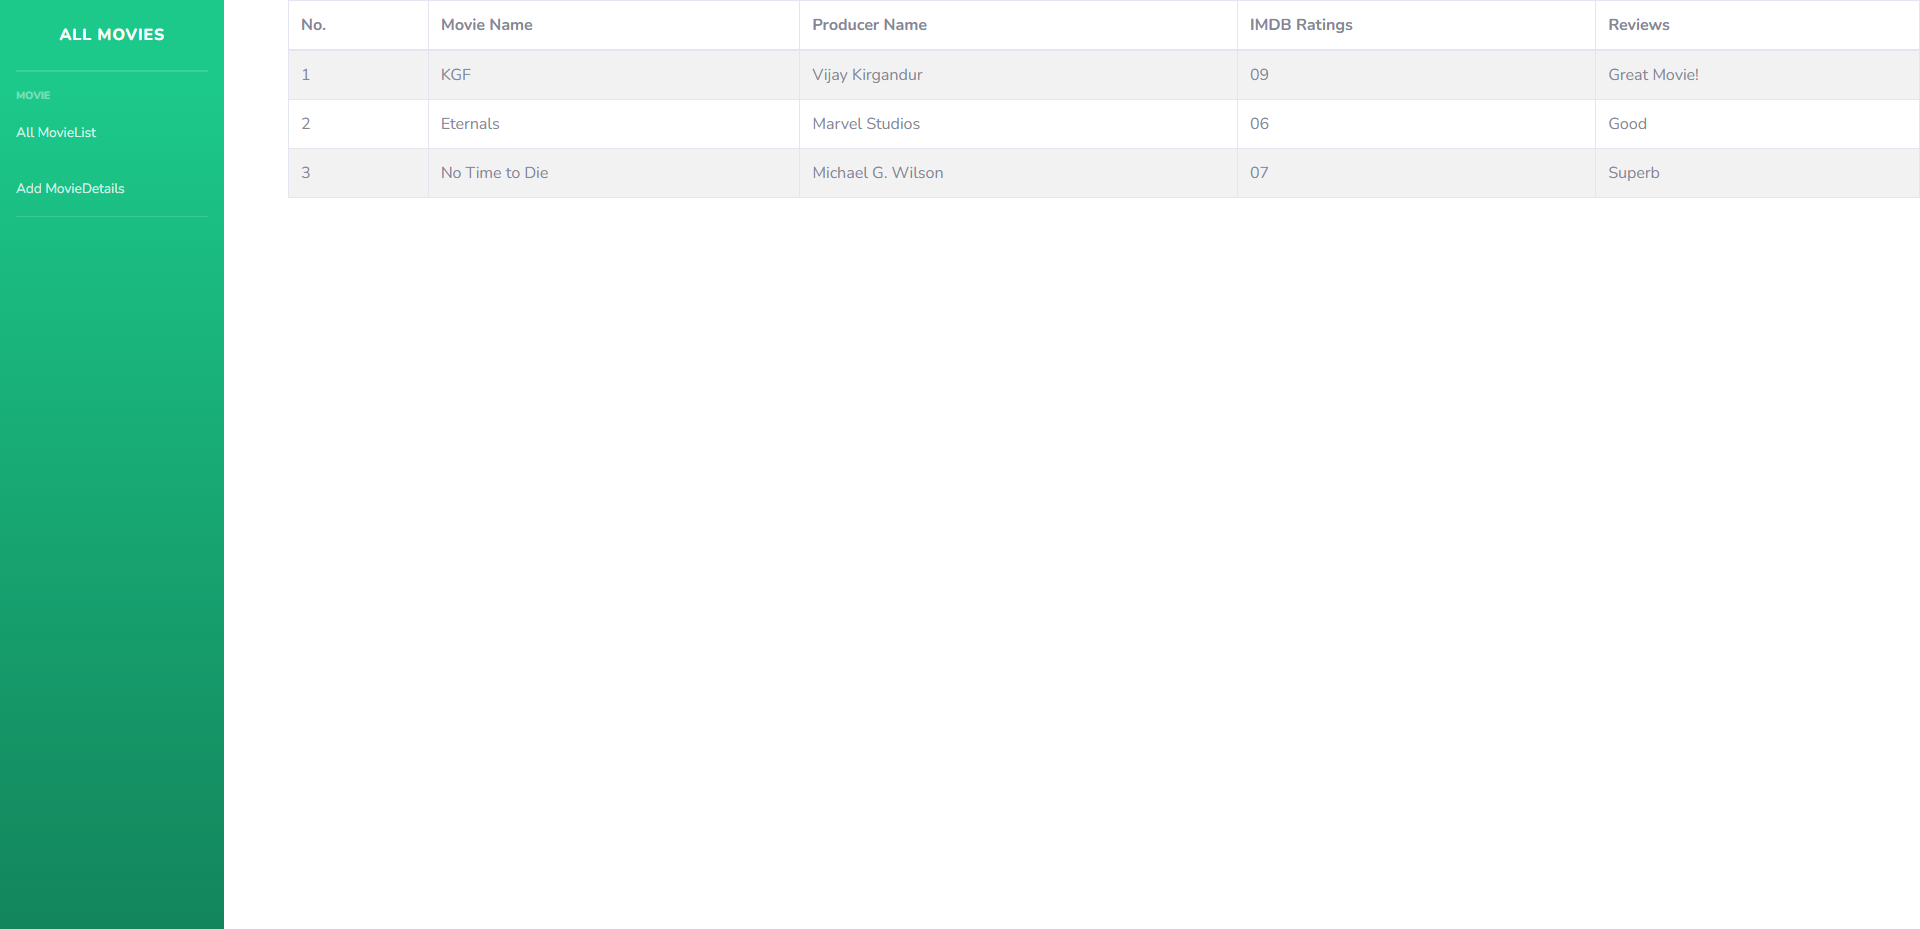 ALL MOVIES
MOVIE
All MovieList
Add MovieDetails
No. Movie Name Producer Name IMDB Ratings Reviews
1 KGF Vijay Kirgandur 09 Great Movie!
2 Eternals Marvel Studios 06 Good
3 No Time to Die Michael G. Wilson 07 Superb